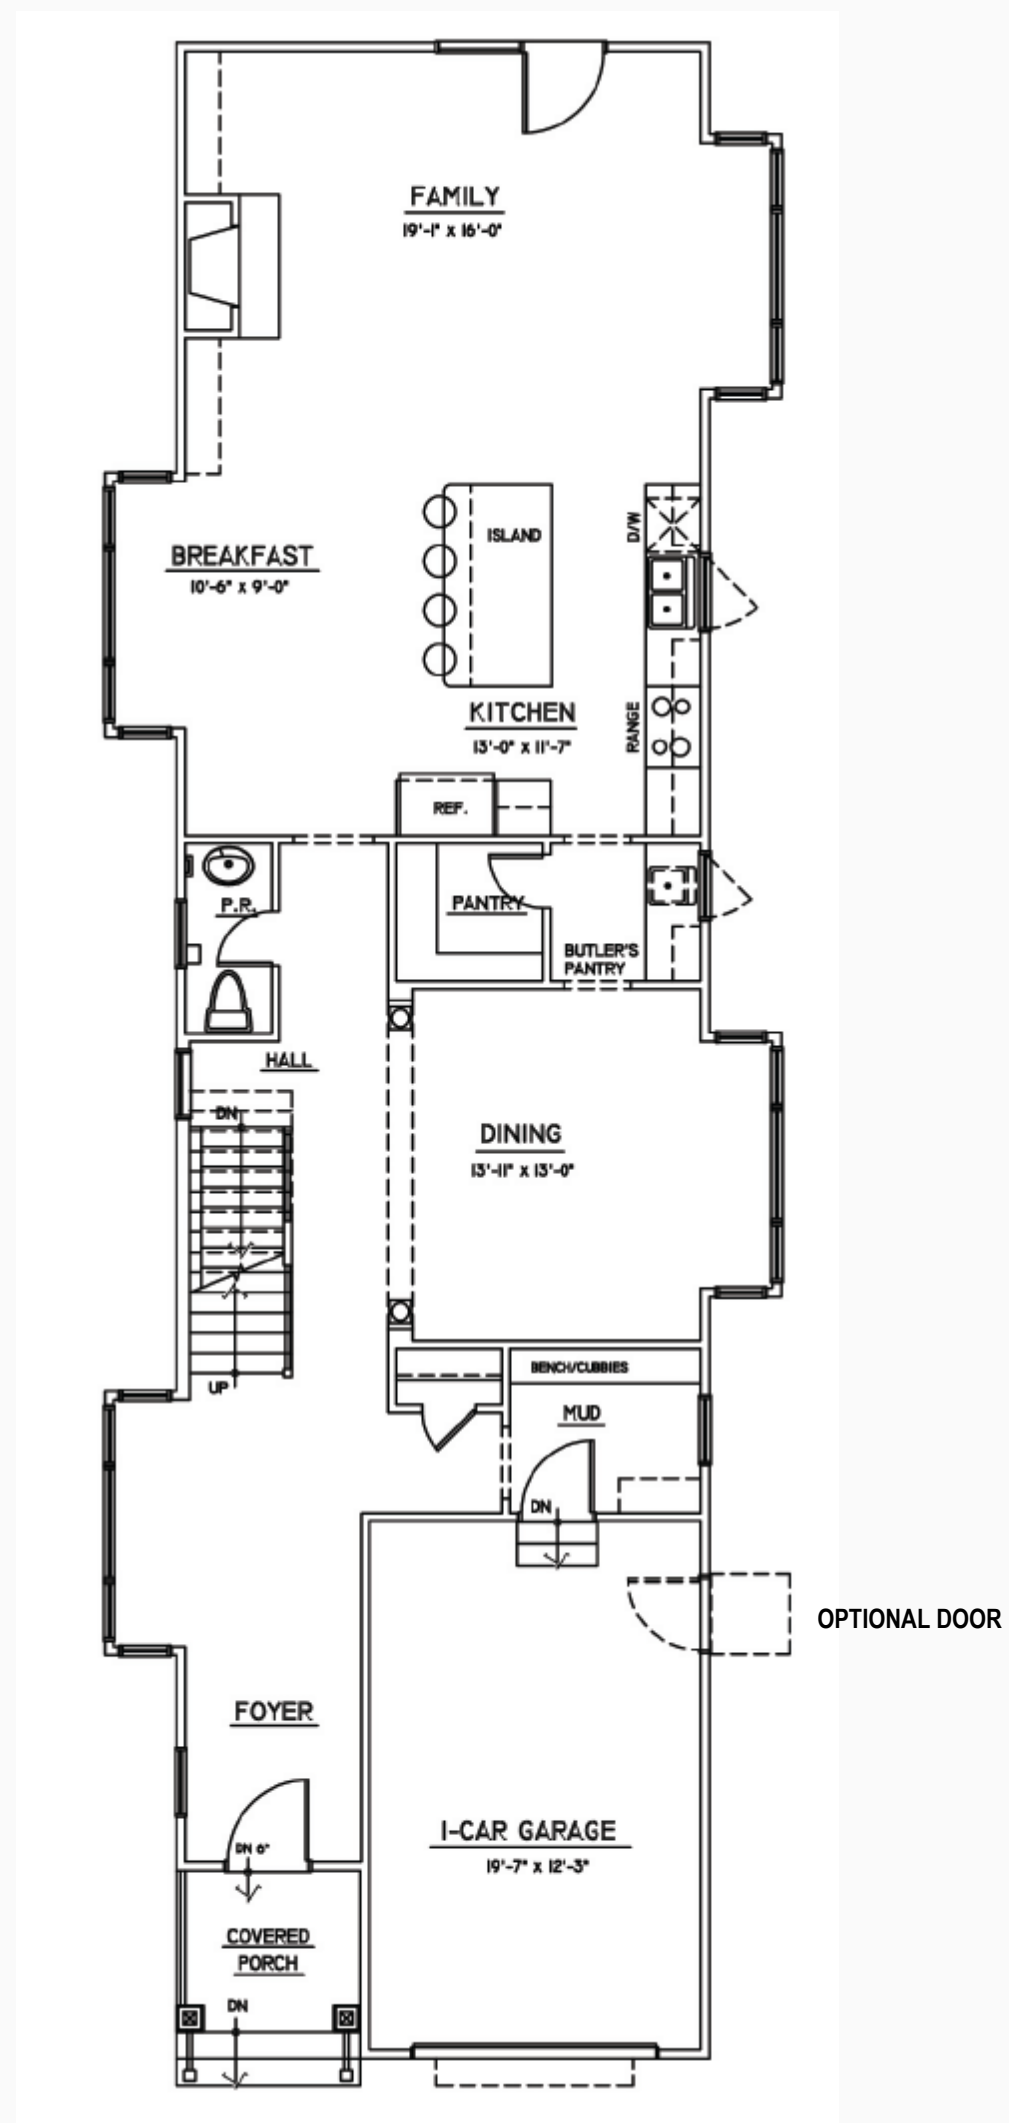 FAMILY
19'-1" X 16'-0"
ISLAND
D/W
BREAKFAST
10'-6" X 9'-0"
KITCHEN
13'-0" X 11'-7"
RANGE
REF.
P.R.
PANTRY
BUTLER'S
PANTRY
HALL
DN
DINING
13'-11" X 13'-0"
UP
BENCH/CUBBIES
MUD
DN
OPTIONAL DOOR
FOYER
1-CAR GARAGE
19'-7" X 12'-3"
DN 6"
COVERED
PORCH
DN